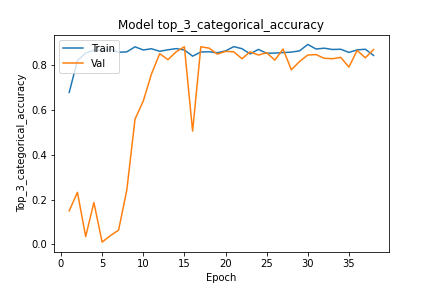 Model top_3_categorical_accuracy
Train
Val
Top_3_categorical_accuracy
0.8
0.6
0.4
0.2
0.0
0 5 10 15 20 25 30 35
Epoch